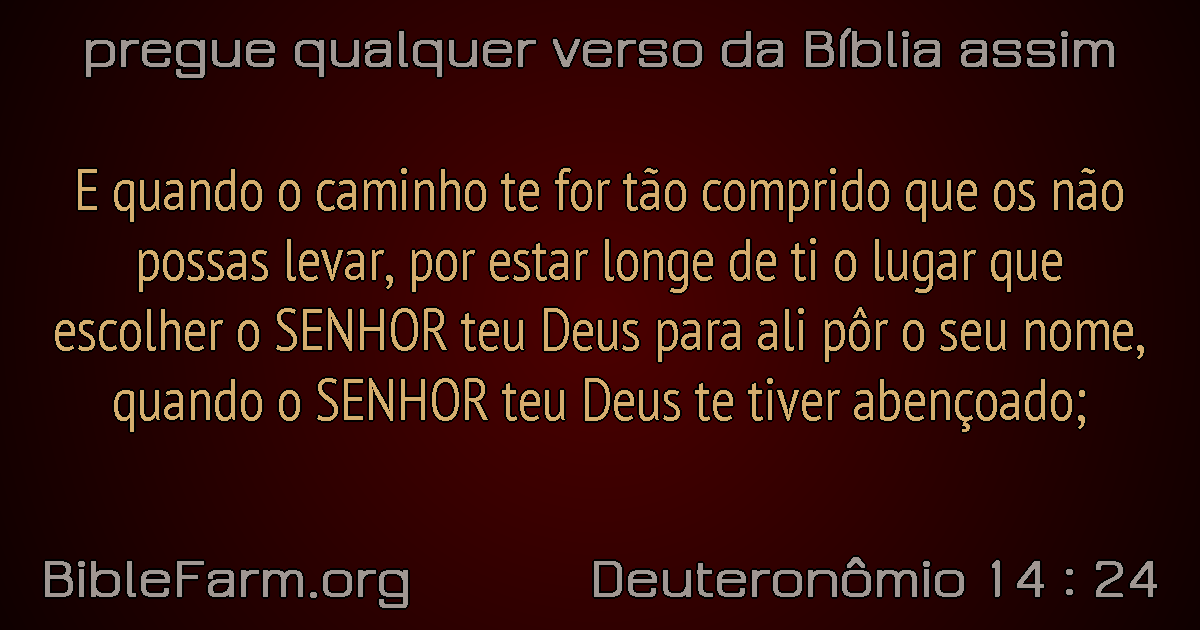 pregue qualquer verso da Bíblia assim
E quando o caminho te for tão comprido que os não
possas levar, por estar longe de ti o lugar que
escolher o SENHOR teu Deus para ali pôr o seu nome,
quando o SENHOR teu Deus te tiver abençoado;
BibleFarm.org
Deuteronômio 14 : 24